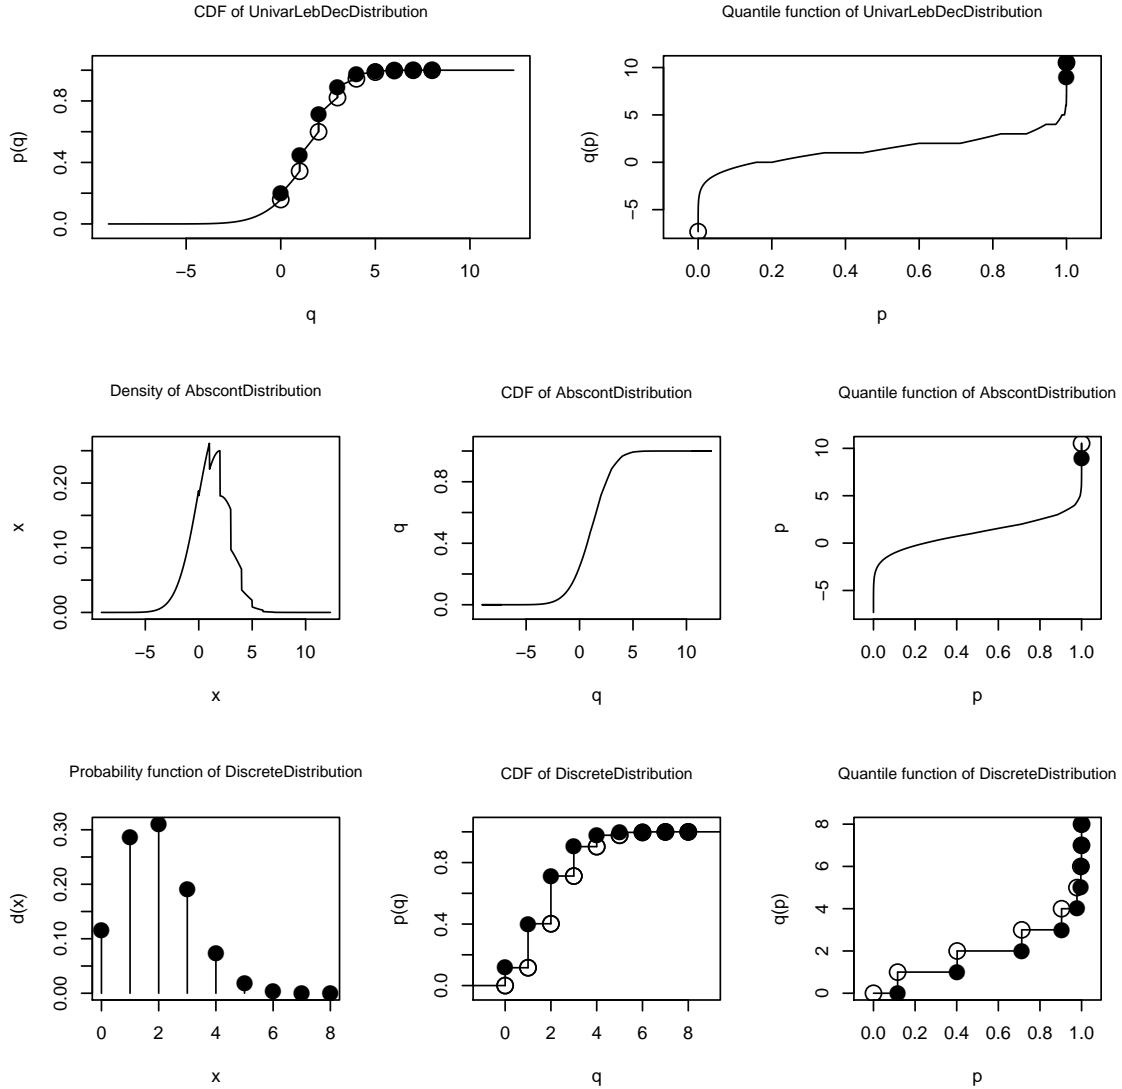 CDF of UnivarLebDecDistribution
p(q)
0.0 0.4 0.8
−5 0 5 10
q
Quantile function of UnivarLebDecDistribution
q(p)
−5 0 5 10
0.0 0.2 0.4 0.6 0.8 1.0
p
Density of AbscontDistribution
x
0.00 0.10 0.20
−5 0 5 10
x
CDF of AbscontDistribution
q
0.0 0.4 0.8
−5 0 5 10
q
Quantile function of AbscontDistribution
p
−5 0 5 10
0.0 0.2 0.4 0.6 0.8 1.0
p
Probability function of DiscreteDistribution
d(x)
0.00 0.10 0.20 0.30
0 2 4 6 8
x
CDF of DiscreteDistribution
p(q)
0.0 0.4 0.8
0 2 4 6 8
q
Quantile function of DiscreteDistribution
q(p)
0 2 4 6 8
0.0 0.2 0.4 0.6 0.8 1.0
p